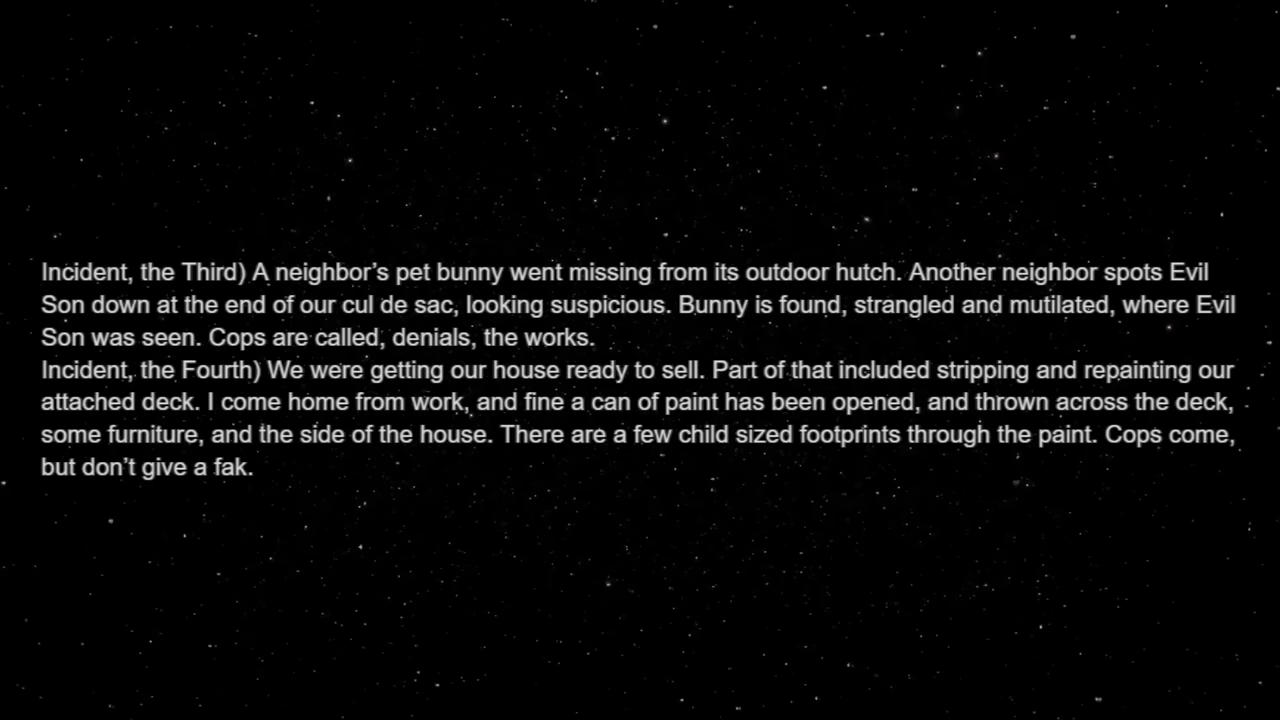 Incident, the Third) A neighbor’s pet bunny went missing from its outdoor hutch. Another neighbor spots Evil
Son down at the end of our cul de sac, looking suspicious. Bunny is found, strangled and mutilated, where Evil
Son was seen. Cops are called, denials, the works.
Incident, the Fourth) We were getting our house ready to sell. Part of that included stripping and repainting our
attached deck. I come home from work, and fine a can of paint has been opened, and thrown across the deck,
some furniture, and the side of the house. There are a few child sized footprints through the paint. Cops come,
but don’t give a fak.